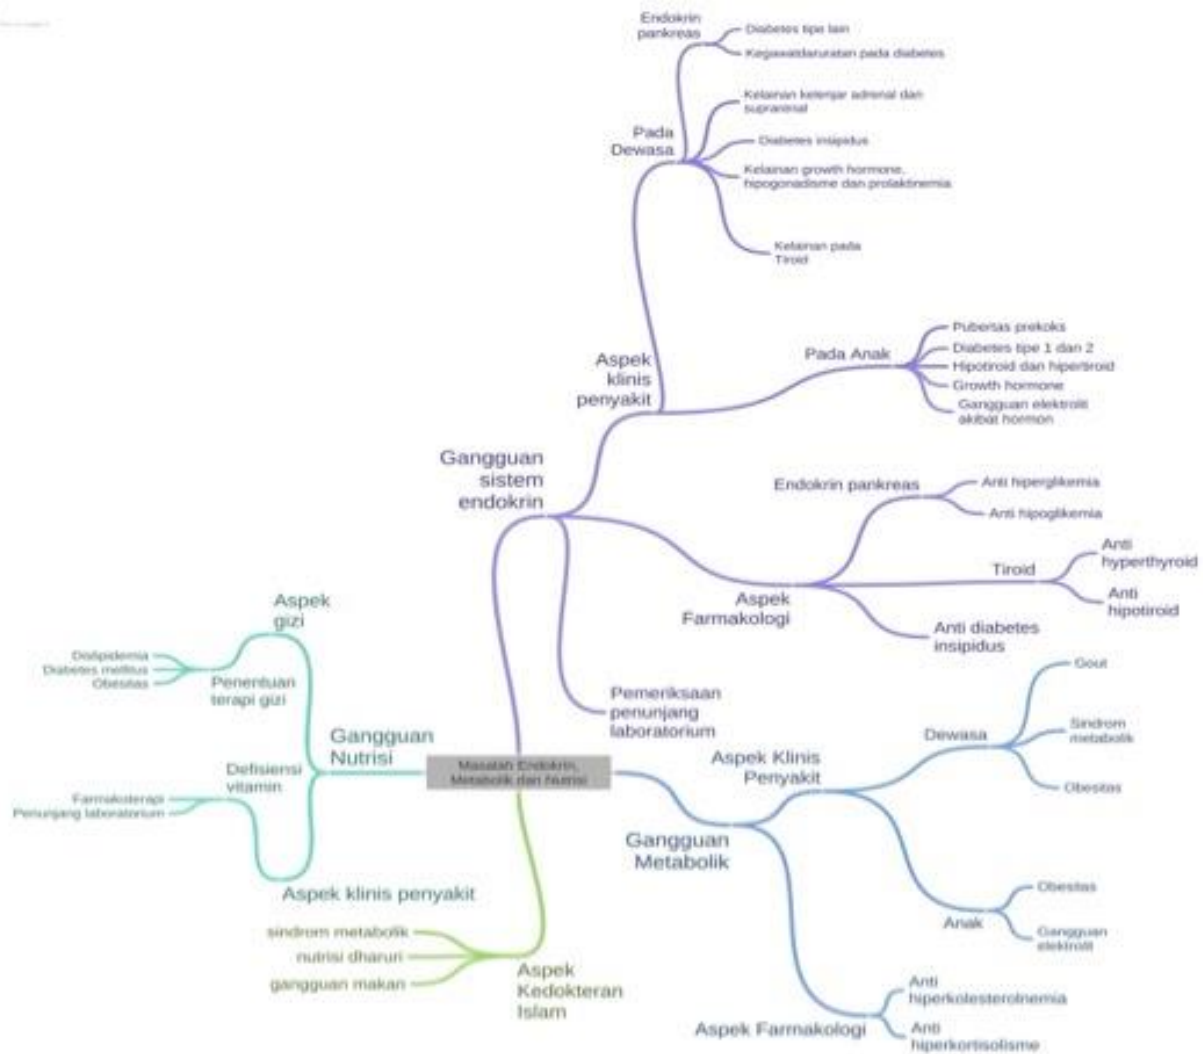 Endokrin
pankreas
Diabetes tipe lain
Kegawatdaruratan pada diabetes
Pada
Dewasa
Kelainan kelenjar adrenal dan
suprarenal
Diabetes insipidus
Kelainan growth hormone,
hipogonadisme dan prolaktinemia
Kelainan pada
Tiroid
Aspek
klinis
penyakit
Pada Anak
Pubertas prekoks
Diabetes tipe 1 dan 2
Hipotiroid dan hipertiroid
Growth hormone
Gangguan elektrolit
akibat hormon
Gangguan
sistem
endokrin
Endokrin pankreas
Anti hiperglikemia
Anti hipoglikemia
Tiroid
Anti
hyperthyroid
Anti
hipotiroid
Aspek
Farmakologi
Anti diabetes
insipidus
Pemeriksaan
penunjang
laboratorium
Aspek
gizi
Dislipidemia
Diabetes mellitus
Obesitas
Penentuan
terapi gizi
Gangguan
Nutrisi
Defisiensi
vitamin
Farmakoterapi
Penunjang laboratorium
Aspek klinis penyakit
Masalah Endokrin,
Metabolik dan Nutrisi
Gangguan
Metabolik
Aspek Klinis
Penyakit
Dewasa
Gout
Sindrom
metabolik
Obesitas
Anak
Obesitas
Gangguan
elektrolit
Aspek Farmakologi
Anti
hiperkolesterolnemia
Anti
hiperkortisolisme
sindrom metabolik
nutrisi dharuri
gangguan makan
Aspek
Kedokteran
Islam